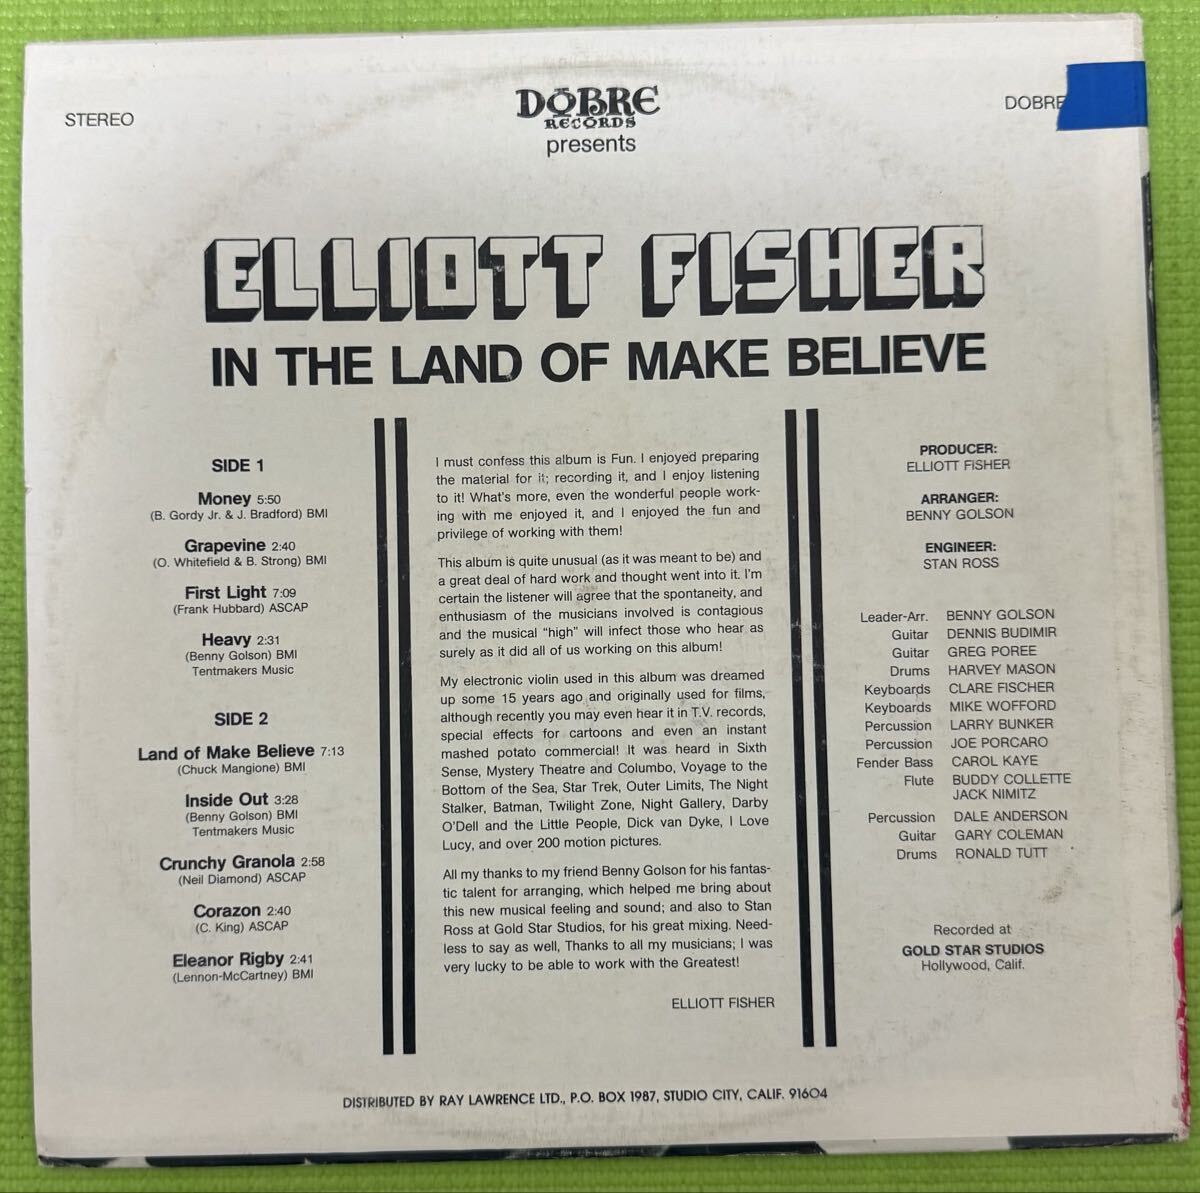 STEREO
DOBRE
RECORDS
presents
DOBRE
ELLIOTT FISHER
IN THE LAND OF MAKE BELIEVE
SIDE 1
Money 5:50
(B. Gordy Jr. & J. Bradford) BMI
Grapevine 2:40
(O. Whitefield & B. Strong) BMI
First Light 7:09
(Frank Hubbard) ASCAP
Heavy 2:31
(Benny Golson) BMI
Tentmakers Music
SIDE 2
Land of Make Believe 7:13
(Chuck Mangione) BMI
Inside Out 3:28
(Benny Golson) BMI
Tentmakers Music
Crunchy Granola 2:58
(Neil Diamond) ASCAP
Corazon 2:40
(C. King) ASCAP
Eleanor Rigby 2:41
(Lennon-McCartney) BMI
I must confess this album is Fun. I enjoyed preparing
the material for it; recording it, and I enjoy listening
to it! What's more, even the wonderful people work-
ing with me enjoyed it, and I enjoyed the fun and
privilege of working with them!
This album is quite unusual (as it was meant to be) and
a great deal of hard work and thought went into it. I'm
certain the listener will agree that the spontaneity, and
enthusiasm of the musicians involved is contagious
and the musical "high" will infect those who hear as
surely as it did all of us working on this album!
My electronic violin used in this album was dreamed
up some 15 years ago and originally used for films,
although recently you may even hear it in T.V. records,
special effects for cartoons and even an instant
mashed potato commercial! It was heard in Sixth
Sense, Mystery Theatre and Columbo, Voyage to the
Bottom of the Sea, Star Trek, Outer Limits, The Night
Stalker, Batman, Twilight Zone, Night Gallery, Darby
O'Dell and the Little People, Dick van Dyke, I Love
Lucy, and over 200 motion pictures.
All my thanks to my friend Benny Golson for his fantas-
tic talent for arranging, which helped me bring about
this new musical feeling and sound; and also to Stan
Ross at Gold Star Studios, for his great mixing. Need-
less to say as well, Thanks to all my musicians; I was
very lucky to be able to work with the Greatest!
ELLIOTT FISHER
PRODUCER:
ELLIOTT FISHER
ARRANGER:
BENNY GOLSON
ENGINEER:
STAN ROSS
Leader-Arr. BENNY GOLSON
Guitar DENNIS BUDIMIR
Guitar GREG POREE
Drums HARVEY MASON
Keyboards CLARE FISCHER
Keyboards MIKE WOFFORD
Percussion LARRY BUNKER
Percussion JOE PORCARO
Fender Bass CAROL KAYE
Flute BUDDY COLLETTE
JACK NIMITZ
Percussion DALE ANDERSON
Guitar GARY COLEMAN
Drums RONALD TUTT
Recorded at
GOLD STAR STUDIOS
Hollywood, Calif.
DISTRIBUTED BY RAY LAWRENCE LTD., P.O. BOX 1987, STUDIO CITY, CALIF. 91604